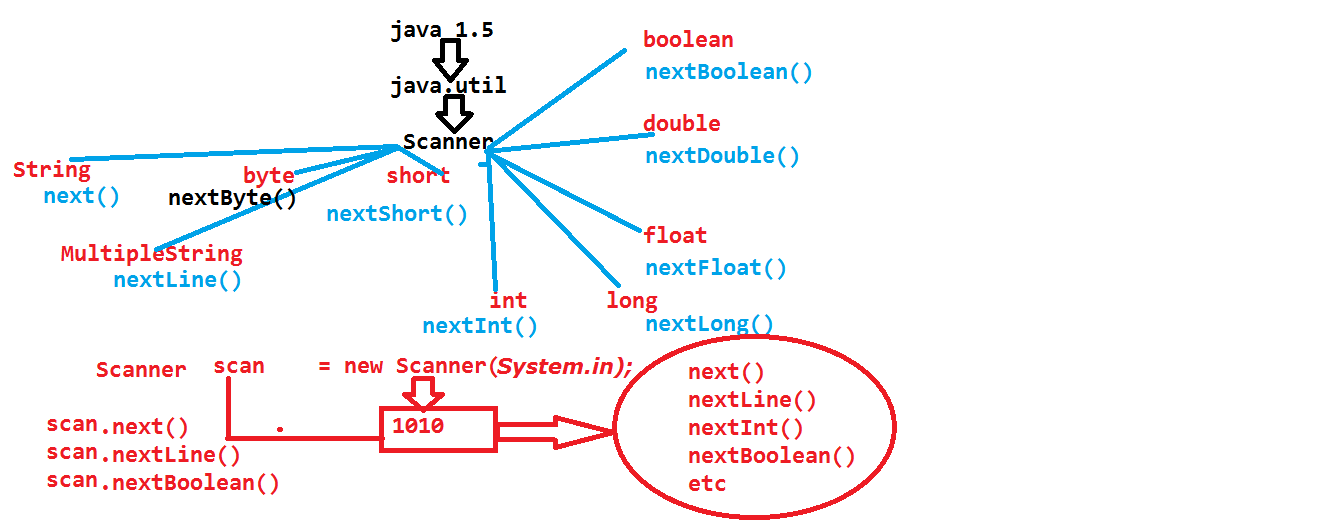 java 1.5
java.util
Scanner
boolean
nextBoolean()
double
nextDouble()
String
next()
byte
nextByte()
short
nextShort()
MultipleString
nextLine()
float
nextFloat()
int
nextInt()
long
nextLong()
Scanner scan = new Scanner(System.in);
1010
scan.next()
scan.nextLine()
scan.nextBoolean()
next()
nextLine()
nextInt()
nextBoolean()
etc